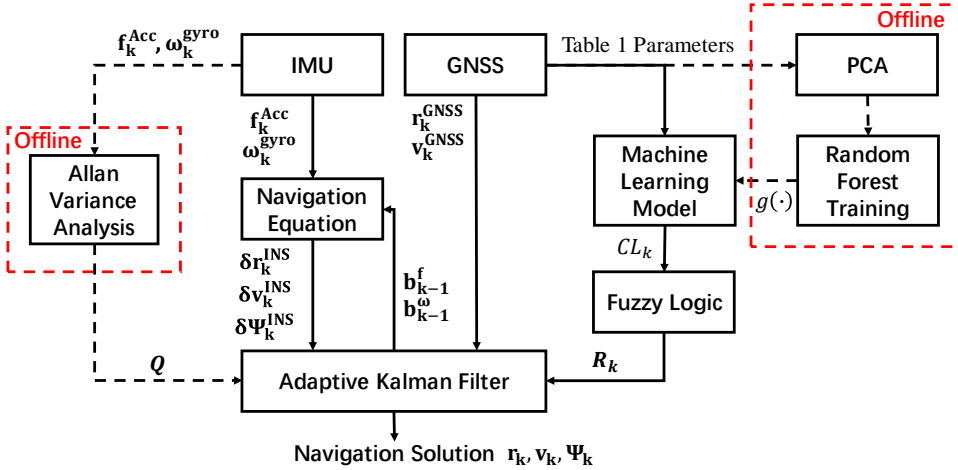 Offline
f_k^Acc, ω_k^gyro
IMU
GNSS
Table 1 Parameters
PCA
f_k^Acc
ω_k^gyro
r_k^GNSS
v_k^GNSS
Offline
Allan
Variance
Analysis
Navigation
Equation
Machine
Learning
Model
g(·)
Random
Forest
Training
δr_k^INS
δv_k^INS
δΨ_k^INS
b_{k-1}^f
b_{k-1}^ω
CL_k
Fuzzy Logic
Q
Adaptive Kalman Filter
R_k
Navigation Solution r_k, v_k, Ψ_k